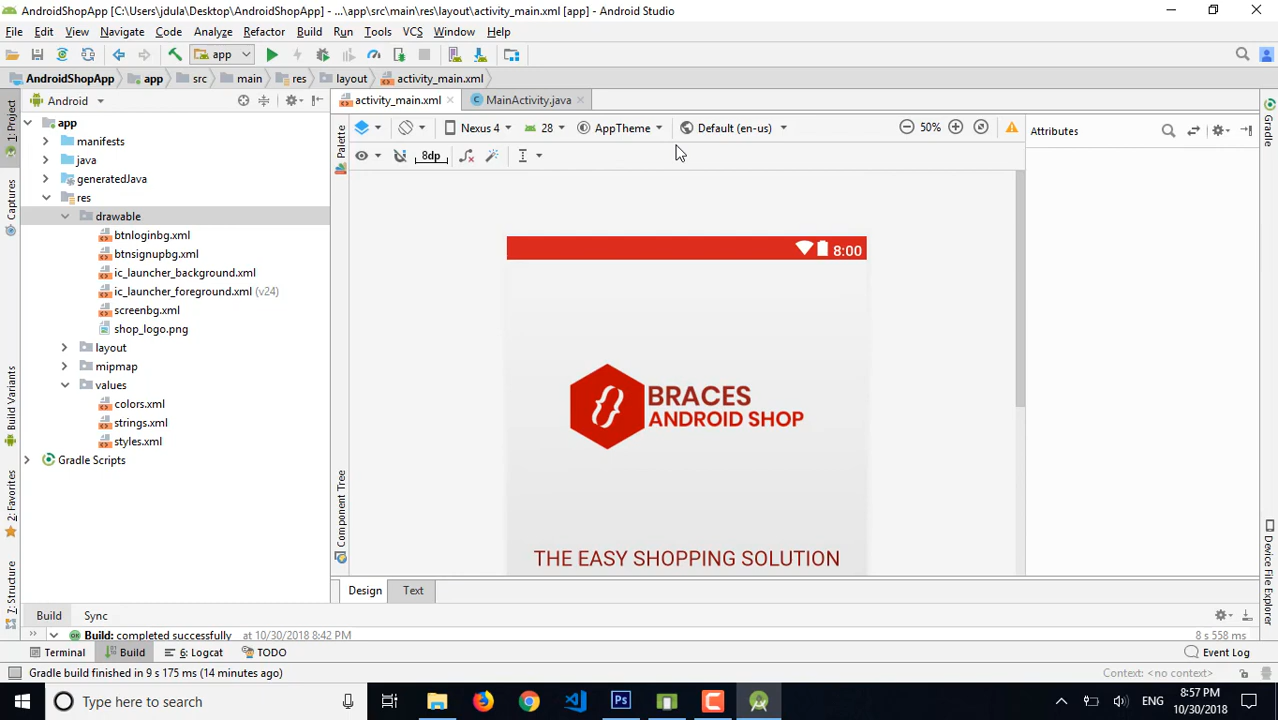 AndroidShopApp [C:\Users\jdula\Desktop\AndroidShopApp] - ...\app\src\main\res\layout\activity_main.xml [app] - Android Studio
File Edit View Navigate Code Analyze Refactor Build Run Tools VCS Window Help
app
AndroidShopApp app src main res layout activity_main.xml
Android
activity_main.xml MainActivity.java
Nexus 4 28 AppTheme Default (en-us) 50%
Attributes
8dp
1: Project
Captures
Build Variants
2: Favorites
7: Structure
app
manifests
java
generatedJava
res
drawable
btnloginbg.xml
btnsignupbg.xml
ic_launcher_background.xml
ic_launcher_foreground.xml (v24)
screenbg.xml
shop_logo.png
layout
mipmap
values
colors.xml
strings.xml
styles.xml
Gradle Scripts
Palette
Component Tree
8:00
{}
BRACES
ANDROID SHOP
THE EASY SHOPPING SOLUTION
Gradle
Device File Explorer
Design Text
Build Sync
Build: completed successfully at 10/30/2018 8:42 PM 8 s 558 ms
Terminal Build 6: Logcat TODO Event Log
Gradle build finished in 9 s 175 ms (14 minutes ago) Context: <no context>
Type here to search
Ps
ENG
8:57 PM
10/30/2018